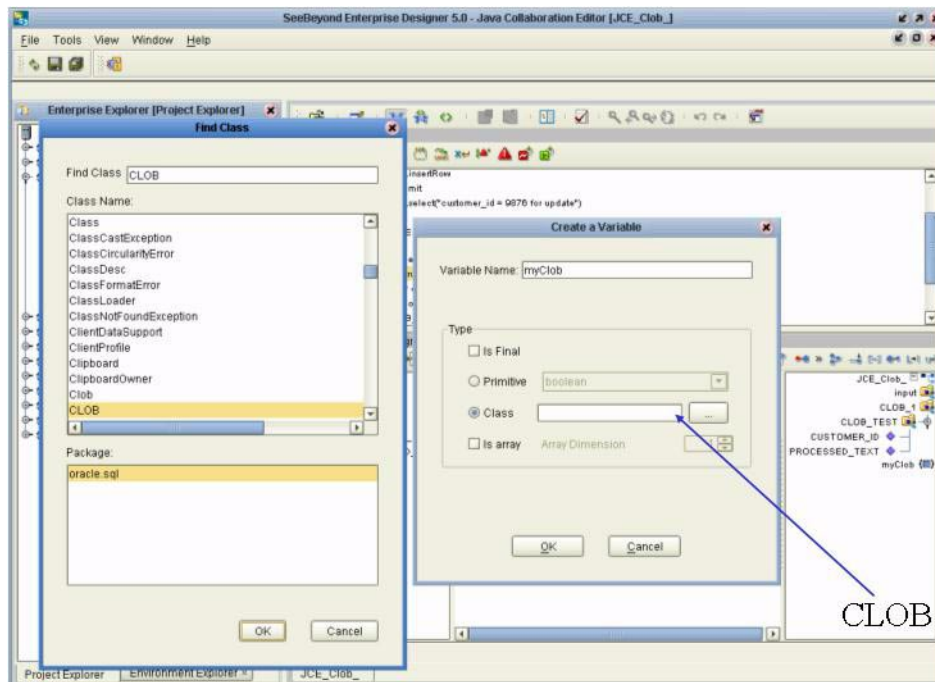 SeeBeyond Enterprise Designer 5.0 - Java Collaboration Editor [JCE_Clob_]
File Tools View Window Help
Enterprise Explorer [Project Explorer]
Find Class
Find Class CLOB
Class Name:
Class
ClassCastException
ClassCircularityError
ClassDesc
ClassFormatError
ClassLoader
ClassNotFoundException
ClientDataSupport
ClientProfile
Clipboard
ClipboardOwner
Clob
CLOB
Package:
oracle.sql
OK Cancel
.insertRow
mit
.select("customer_id = 9876 for update")
Create a Variable
Variable Name: myClob
Type
Is Final
Primitive boolean
Class ...
Is array Array Dimension 1
OK Cancel
JCE_Clob_
input
CLOB_1
CLOB_TEST
CUSTOMER_ID
PROCESSED_TEXT
myClob
CLOB
Project Explorer Environment Explorer JCE_Clob_